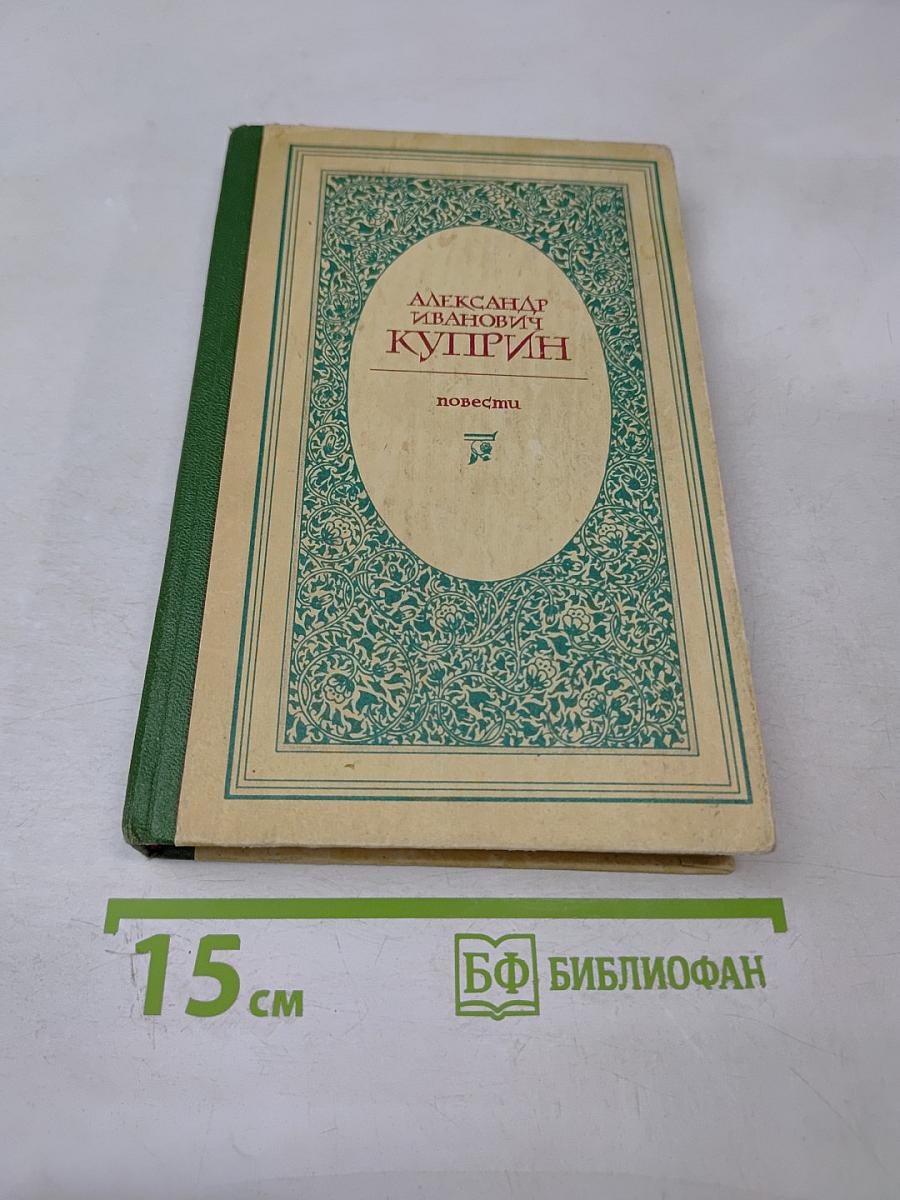 АЛЕКСАНДР
ИВАНОВИЧ
КУПРИН
повести
15 см
БФ БИБЛИОФАН